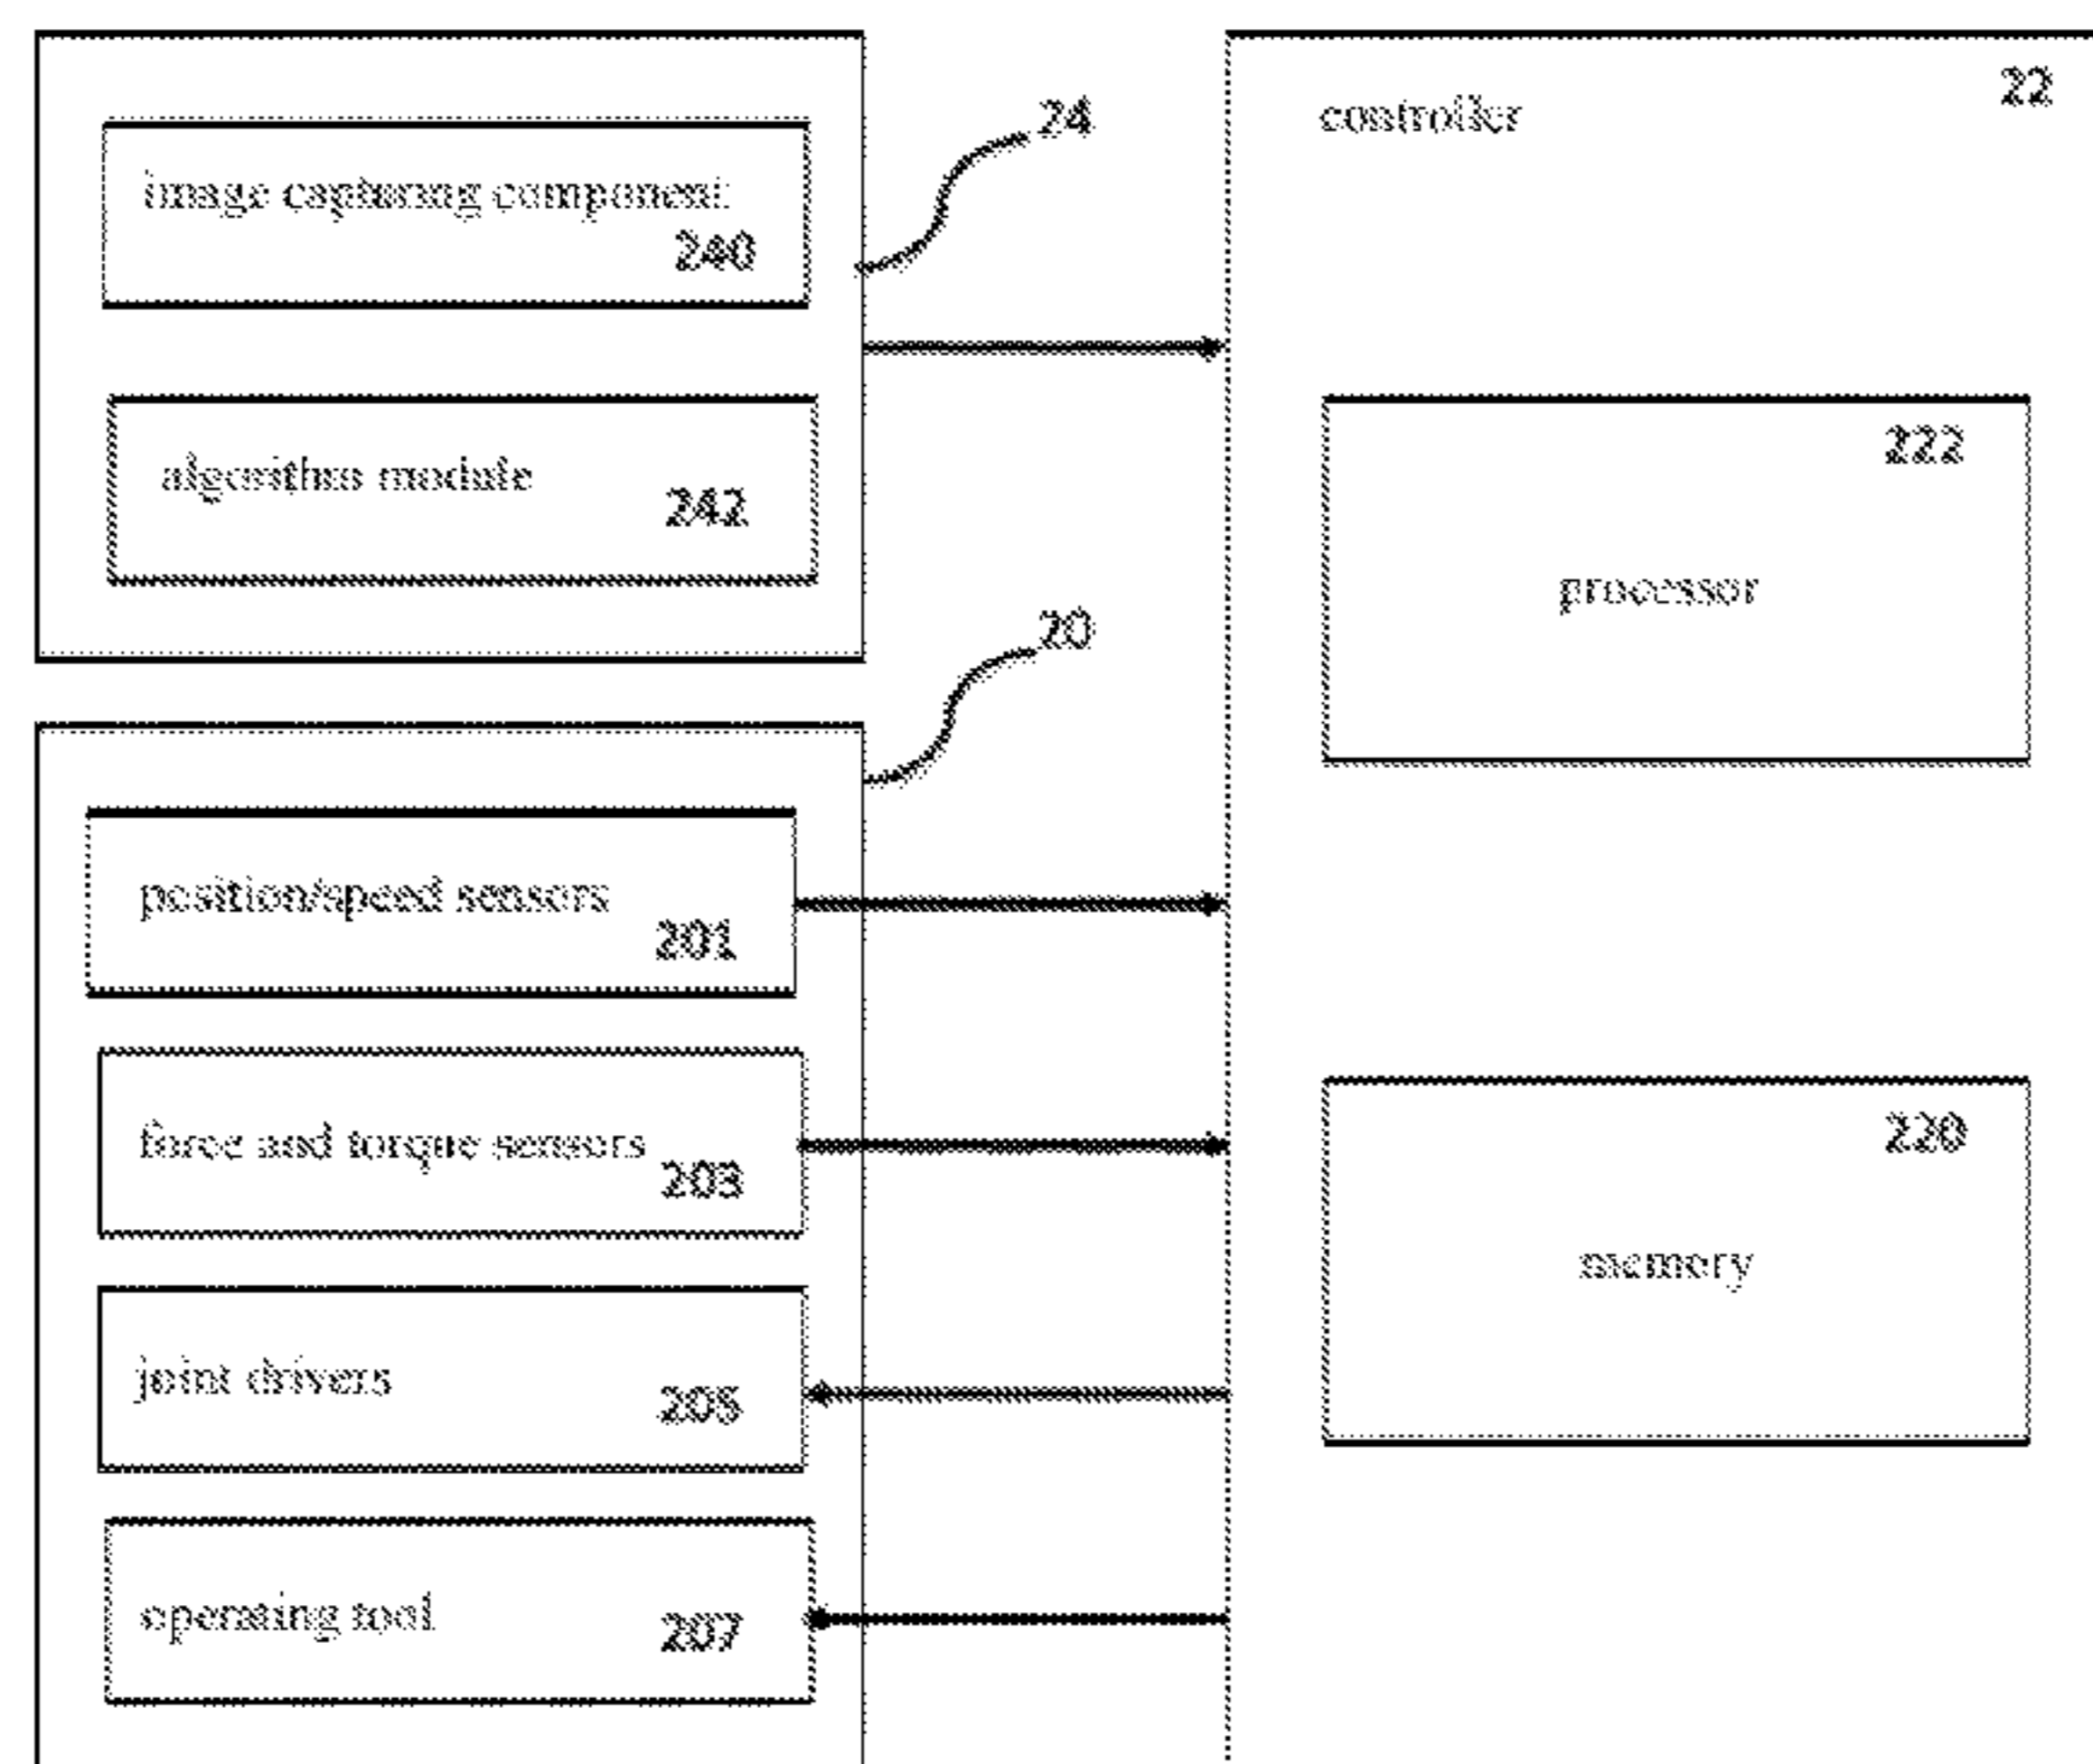 image capturing component
240
24
algorithm module
242
20
position/speed sensors
201
force and torque sensors
203
joint drivers
205
operating tool
207
controller
22
222
processor
220
memory